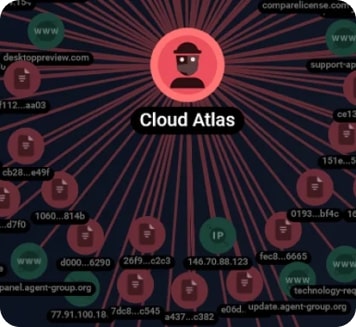 comparelicense.com
desktoppreview.com
support-ap
f112...aa03
Cloud Atlas
ce13
cb28...e49f
151e...5
1060...814b
0193...bf4c
...d7f0
d000...6290
26f9...c2c3
146.70.88.123
fec8...6665
IP
WWW
WWW
WWW
WWW
panel.agent-group.org
technology-req
77.91.100.18
7dc8...c545
a437...c382
e06d
update.agent-group.org